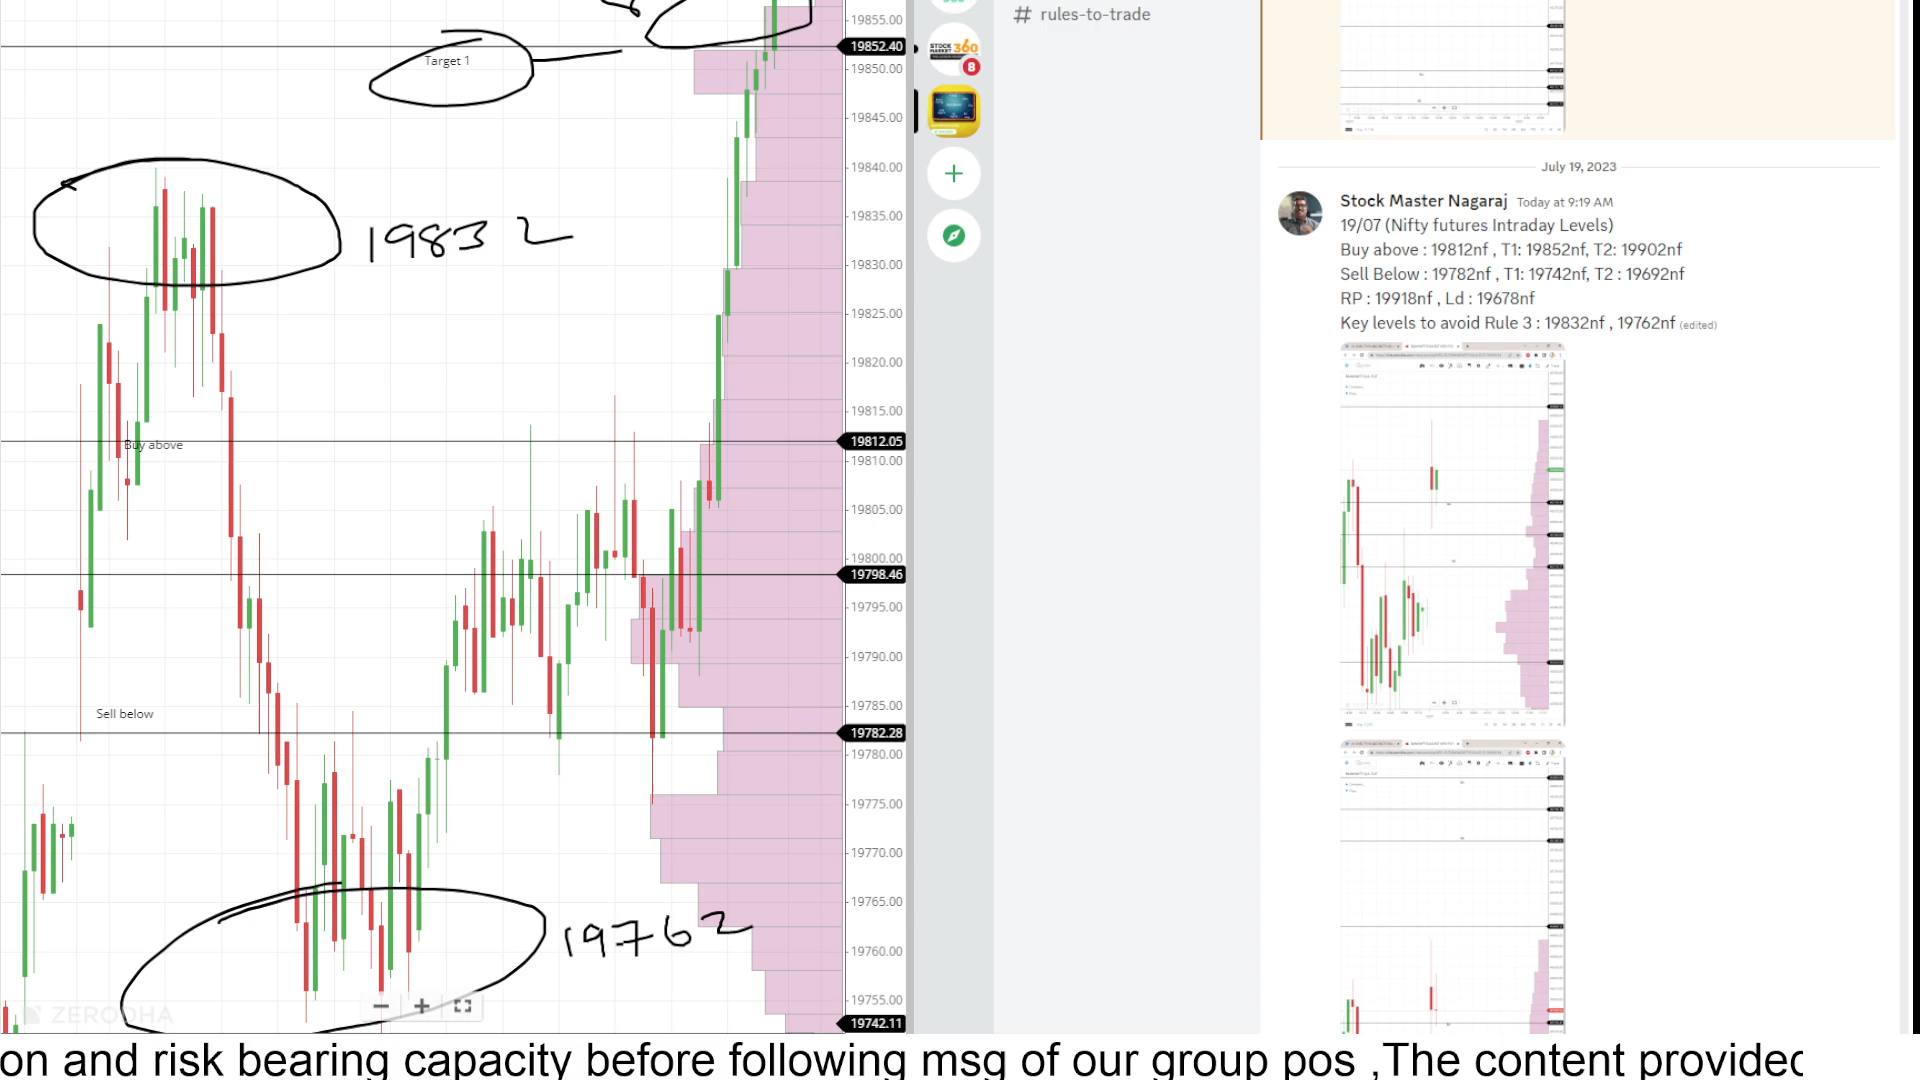 19855.00
19852.40
Target 1
19850.00
19845.00
19840.00
19835.00
1983 2
19830.00
19825.00
19820.00
19815.00
19812.05
Buy above
19810.00
19805.00
19800.00
19798.46
19795.00
19790.00
19785.00
Sell below
19782.28
19780.00
19775.00
19770.00
19765.00
19762
19760.00
19755.00
ZERODHA
19742.11
# rules-to-trade
STOCK 360
MARKET
8
July 19, 2023
Stock Master Nagaraj Today at 9:19 AM
19/07 (Nifty futures Intraday Levels)
Buy above : 19812nf , T1: 19852nf, T2: 19902nf
Sell Below : 19782nf , T1: 19742nf, T2 : 19692nf
RP : 19918nf , Ld : 19678nf
Key levels to avoid Rule 3 : 19832nf , 19762nf (edited)
on and risk bearing capacity before following msg of our group pos ,The content provided